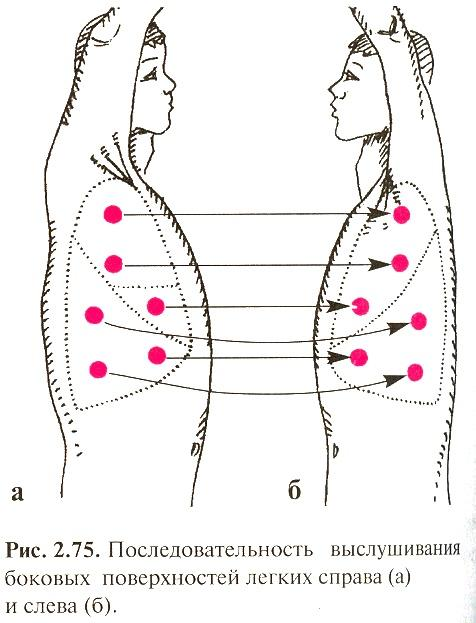 а
б
Рис. 2.75. Последовательность выслушивания
боковых поверхностей легких справа (а)
и слева (б).